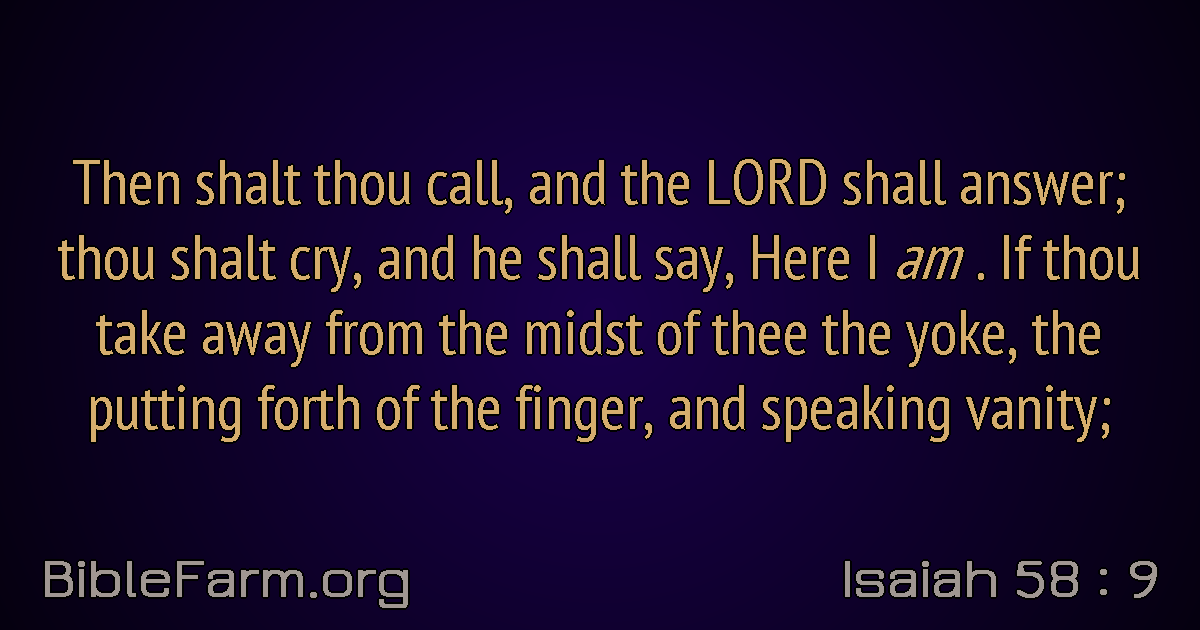 Then shalt thou call, and the LORD shall answer;
thou shalt cry, and he shall say, Here I am . If thou
take away from the midst of thee the yoke, the
putting forth of the finger, and speaking vanity;
BibleFarm.org
Isaiah 58 : 9